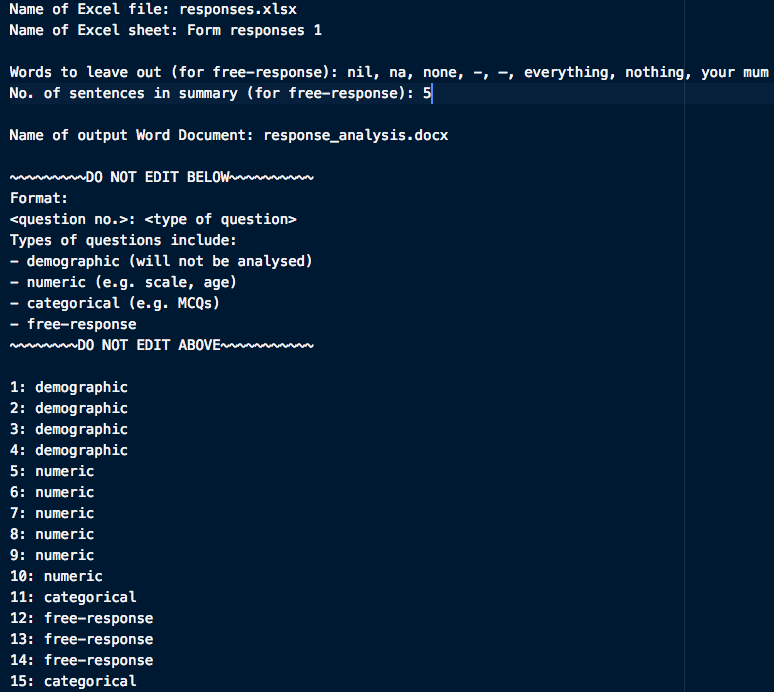 Name of Excel file: responses.xlsx
Name of Excel sheet: Form responses 1
Words to leave out (for free-response): nil, na, none, -, –, everything, nothing, your mum
No. of sentences in summary (for free-response): 5
Name of output Word Document: response_analysis.docx
~~~~~~~~~DO NOT EDIT BELOW~~~~~~~~~~
Format:
<question no.>: <type of question>
Types of questions include:
- demographic (will not be analysed)
- numeric (e.g. scale, age)
- categorical (e.g. MCQs)
- free-response
~~~~~~~~DO NOT EDIT ABOVE~~~~~~~~~~~
1: demographic
2: demographic
3: demographic
4: demographic
5: numeric
6: numeric
7: numeric
8: numeric
9: numeric
10: numeric
11: categorical
12: free-response
13: free-response
14: free-response
15: categorical